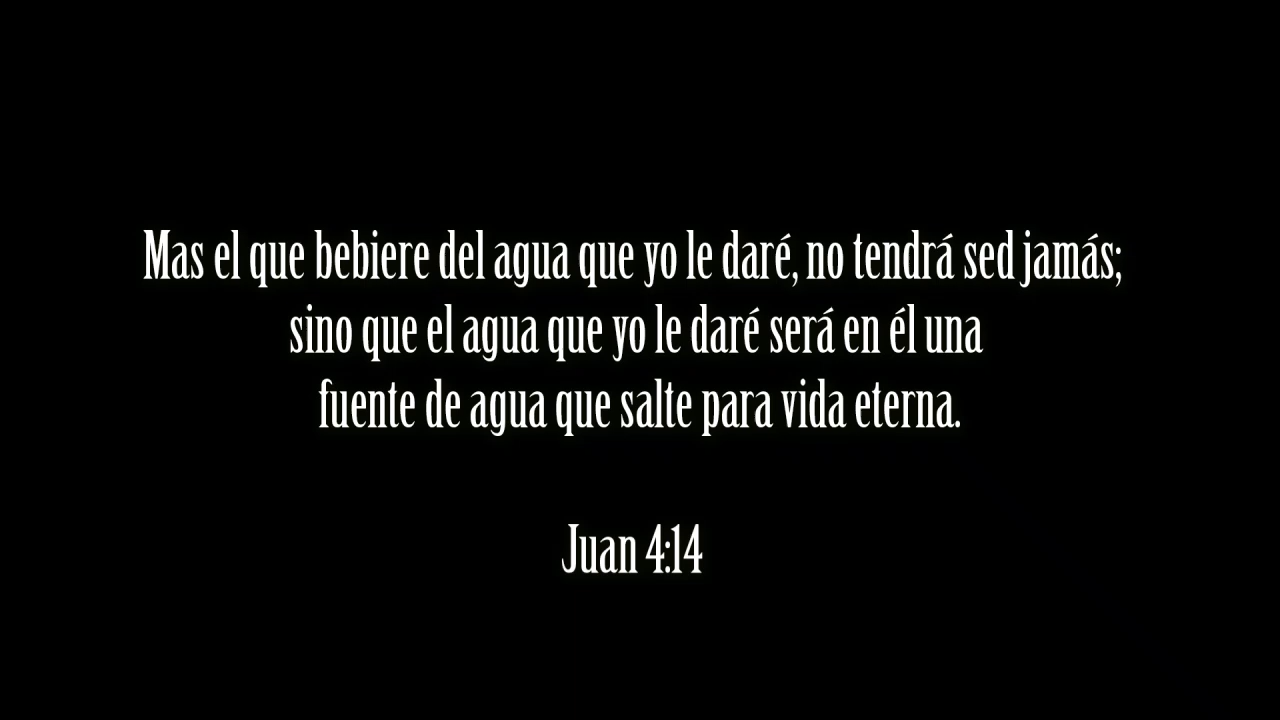 Mas el que bebiere del agua que yo le daré, no tendrá sed jamás;
sino que el agua que yo le daré será en él una
fuente de agua que salte para vida eterna.
Juan 4:14